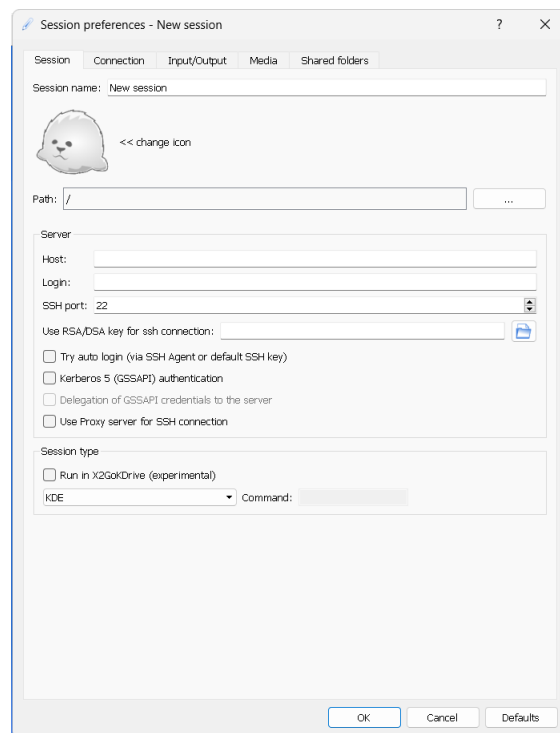 Session preferences - New session ? X
Session Connection Input/Output Media Shared folders
Session name: New session
<< change icon
Path: / ...
Server
Host:
Login:
SSH port: 22
Use RSA/DSA key for ssh connection:
Try auto login (via SSH Agent or default SSH key)
Kerberos 5 (GSSAPI) authentication
Delegation of GSSAPI credentials to the server
Use Proxy server for SSH connection
Session type
Run in X2GoKDrive (experimental)
KDE Command:
OK Cancel Defaults